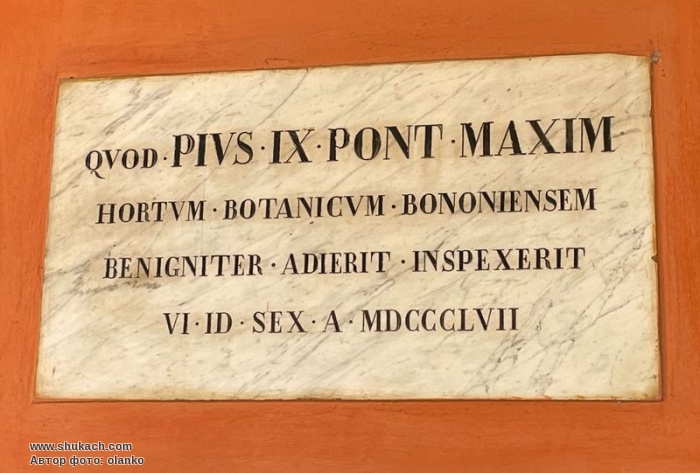 QVOD · PIVS · IX · PONT · MAXIM
HORTVM · BOTANICVM · BONONIENSEM
BENIGNITER · ADIERIT · INSPEXERIT
VI · ID · SEX · A · MDCCCLVII
www.shukach.com
Автор фото: olanko